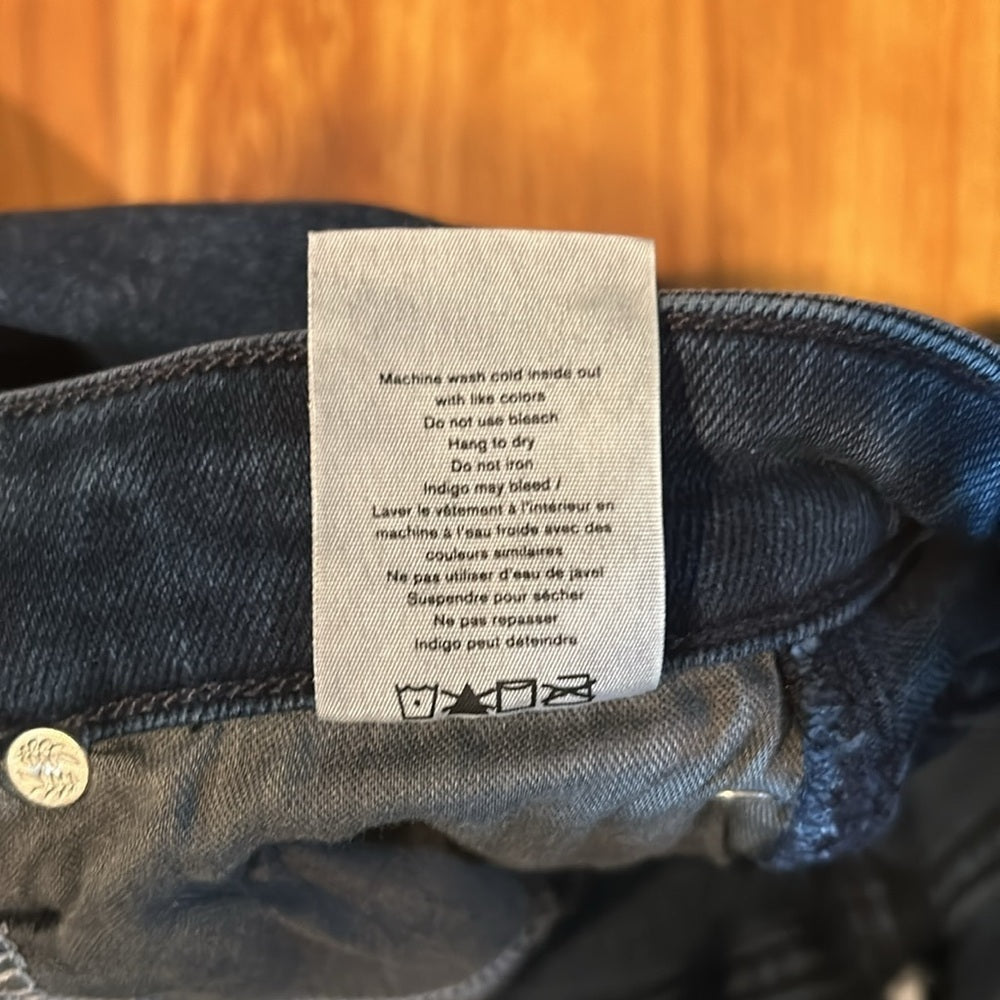 Machine wash cold inside out
with like colors
Do not use bleach
Hang to dry
Do not iron
Indigo may bleed /
Laver le vêtement à l'intérieur en
machine à l'eau froide avec des
couleurs similaires
Ne pas utiliser d'eau de javel
Suspendre pour sécher
Ne pas repasser
Indigo peut déteindre